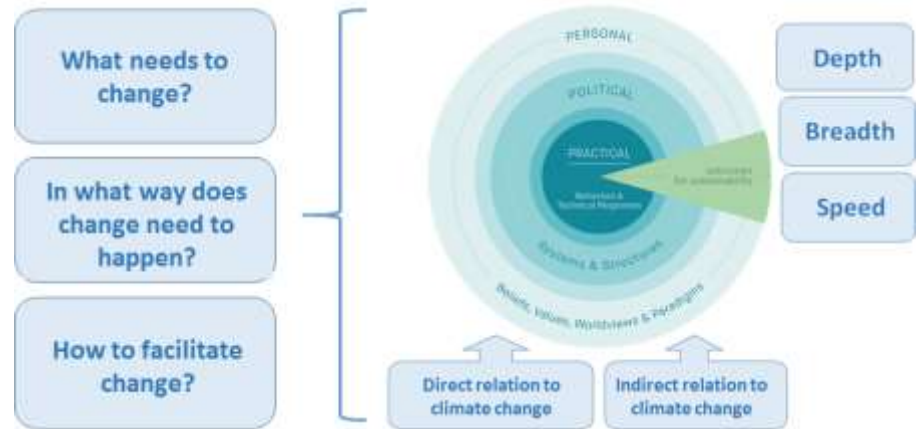 What needs to
change?
In what way does
change need to
happen?
How to facilitate
change?
PERSONAL
POLITICAL
PRACTICAL
Behaviors &
Technical Responses
Systems & Structures
Beliefs, Values, Worldviews & Paradigms
for sustainability
Depth
Breadth
Speed
Direct relation to
climate change
Indirect relation to
climate change